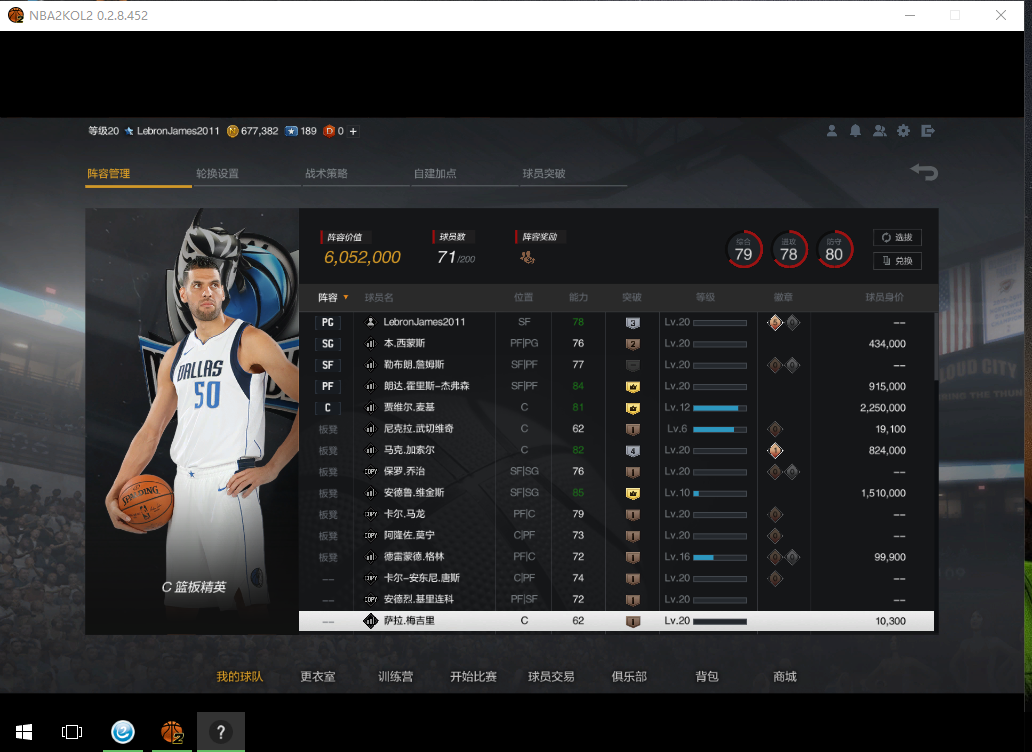 NBA2KOL2 0.2.8.452
等级20 LebronJames2011 677,382 189 0 +
阵容管理 轮换设置 战术策略 自建加点 球员突破
阵容价值 球员数 阵容奖励 综合 进攻 防守 选拔
6,052,000 71/200 79 78 80 兑换
阵容 球员名 位置 能力 突破 等级 徽章 球员身价
PG LebronJames2011 SF 78 3 Lv.20 --
SG 本.西蒙斯 PF|PG 76 2 Lv.20 434,000
SF 勒布朗.詹姆斯 SF|PF 77 Lv.20 --
PF 朗达.霍里斯-杰弗森 SF|PF 84 Lv.20 915,000
C 贾维尔.麦基 C 81 Lv.12 2,250,000
板凳 尼克拉.武切维奇 C 62 1 Lv.6 19,100
板凳 马克.加索尔 C 82 4 Lv.20 824,000
板凳 COPY 保罗.乔治 SF|SG 76 1 Lv.20 --
板凳 安德鲁.维金斯 SF|SG 85 Lv.10 1,510,000
板凳 COPY 卡尔.马龙 PF|C 79 1 Lv.20 --
板凳 COPY 阿隆佐.莫宁 C|PF 73 1 Lv.20 --
板凳 德雷蒙德.格林 PF|C 72 1 Lv.16 99,900
-- COPY 卡尔-安东尼.唐斯 C|PF 74 1 Lv.20 --
-- COPY 安德烈.基里连科 PF|SF 72 1 Lv.20 --
-- 萨拉.梅吉里 C 62 1 Lv.20 10,300
DALLAS
50
SPALDING
C 篮板精英
LOUD CITY
我的球队 更衣室 训练营 开始比赛 球员交易 俱乐部 背包 商城